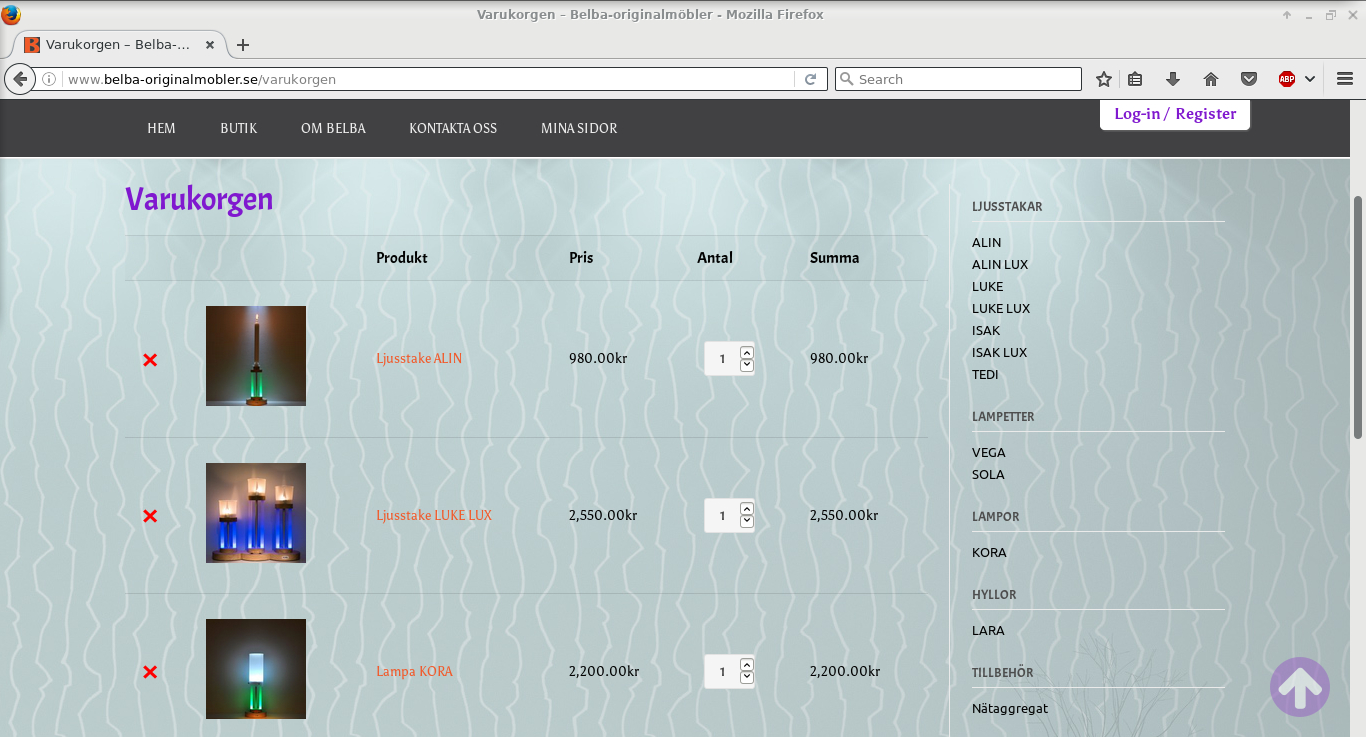 Varukorgen – Belba-originalmöbler - Mozilla Firefox
Varukorgen – Belba-...
www.belba-originalmobler.se/varukorgen
Search
ABP
HEM BUTIK OM BELBA KONTAKTA OSS MINA SIDOR
Log-in / Register
Varukorgen
Produkt Pris Antal Summa
Ljusstake ALIN 980.00kr 1 980.00kr
Ljusstake LUKE LUX 2,550.00kr 1 2,550.00kr
Lampa KORA 2,200.00kr 1 2,200.00kr
LJUSSTAKAR
ALIN
ALIN LUX
LUKE
LUKE LUX
ISAK
ISAK LUX
TEDI
LAMPETTER
VEGA
SOLA
LAMPOR
KORA
HYLLOR
LARA
TILLBEHÖR
Nätaggregat